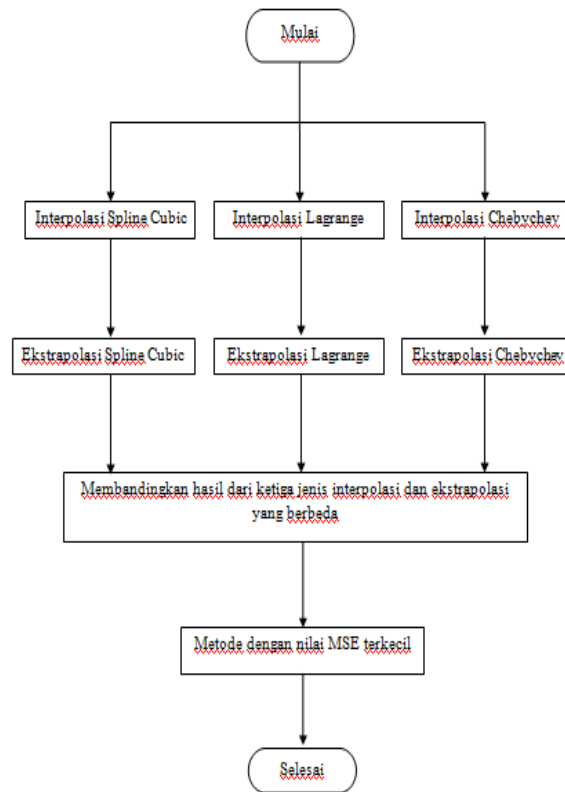 Mulai
Interpolasi Spline Cubic
Interpolasi Lagrange
Interpolasi Chebychev
Ekstrapolasi Spline Cubic
Ekstrapolasi Lagrange
Ekstrapolasi Chebychev
Membandingkan hasil dari ketiga jenis interpolasi dan ekstrapolasi
yang berbeda
Metode dengan nilai MSE terkecil
Selesai